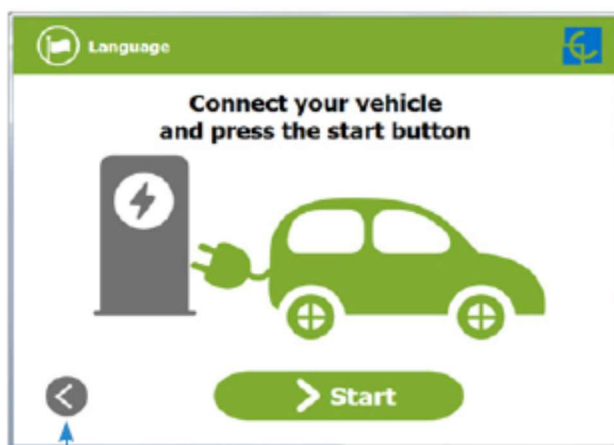 Language
Connect your vehicle
and press the start button
Start